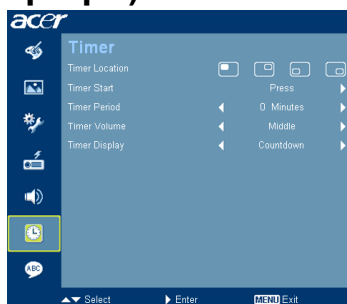 acer
Timer
Timer Location
Timer Start Press
Timer Period 0 Minutes
Timer Volume Middle
Timer Display Countdown
ABC
Select Enter MENU Exit